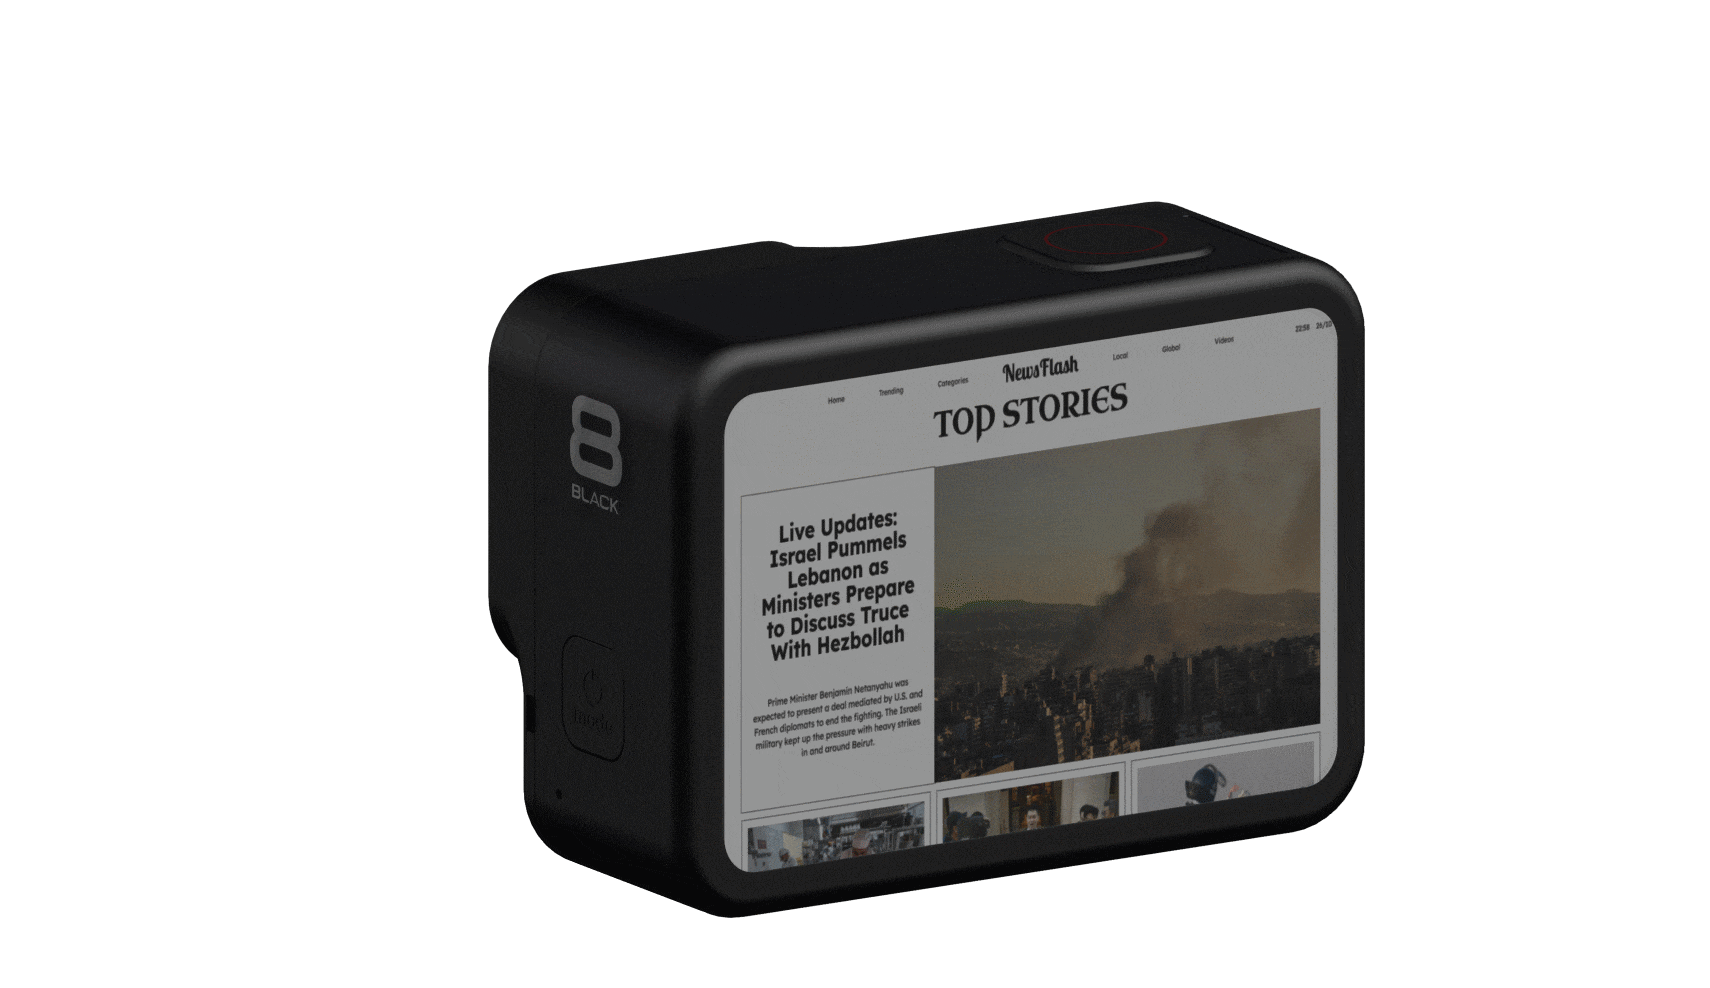 8
BLACK
mode
Home Trending Categories NewsFlash Local Global Videos 22:58
TOP STORIES
Live Updates:
Israel Pummels
Lebanon as
Ministers Prepare
to Discuss Truce
With Hezbollah
Prime Minister Benjamin Netanyahu was
expected to present a deal mediated by U.S. and
French diplomats to end the fighting. The Israeli
military kept up the pressure with heavy strikes
in and around Beirut.